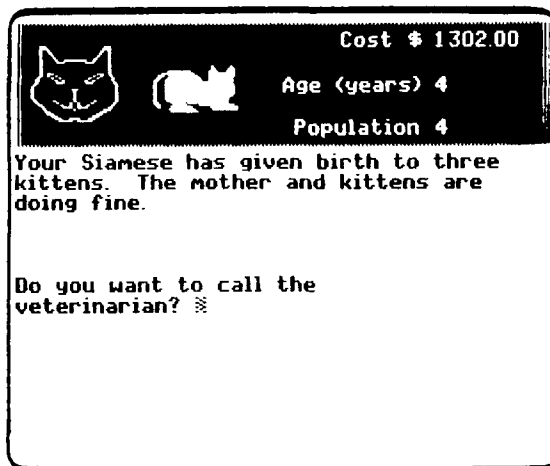 Cost $ 1302.00
Age (years) 4
Population 4
Your Siamese has given birth to three
kittens. The mother and kittens are
doing fine.
Do you want to call the
veterinarian?